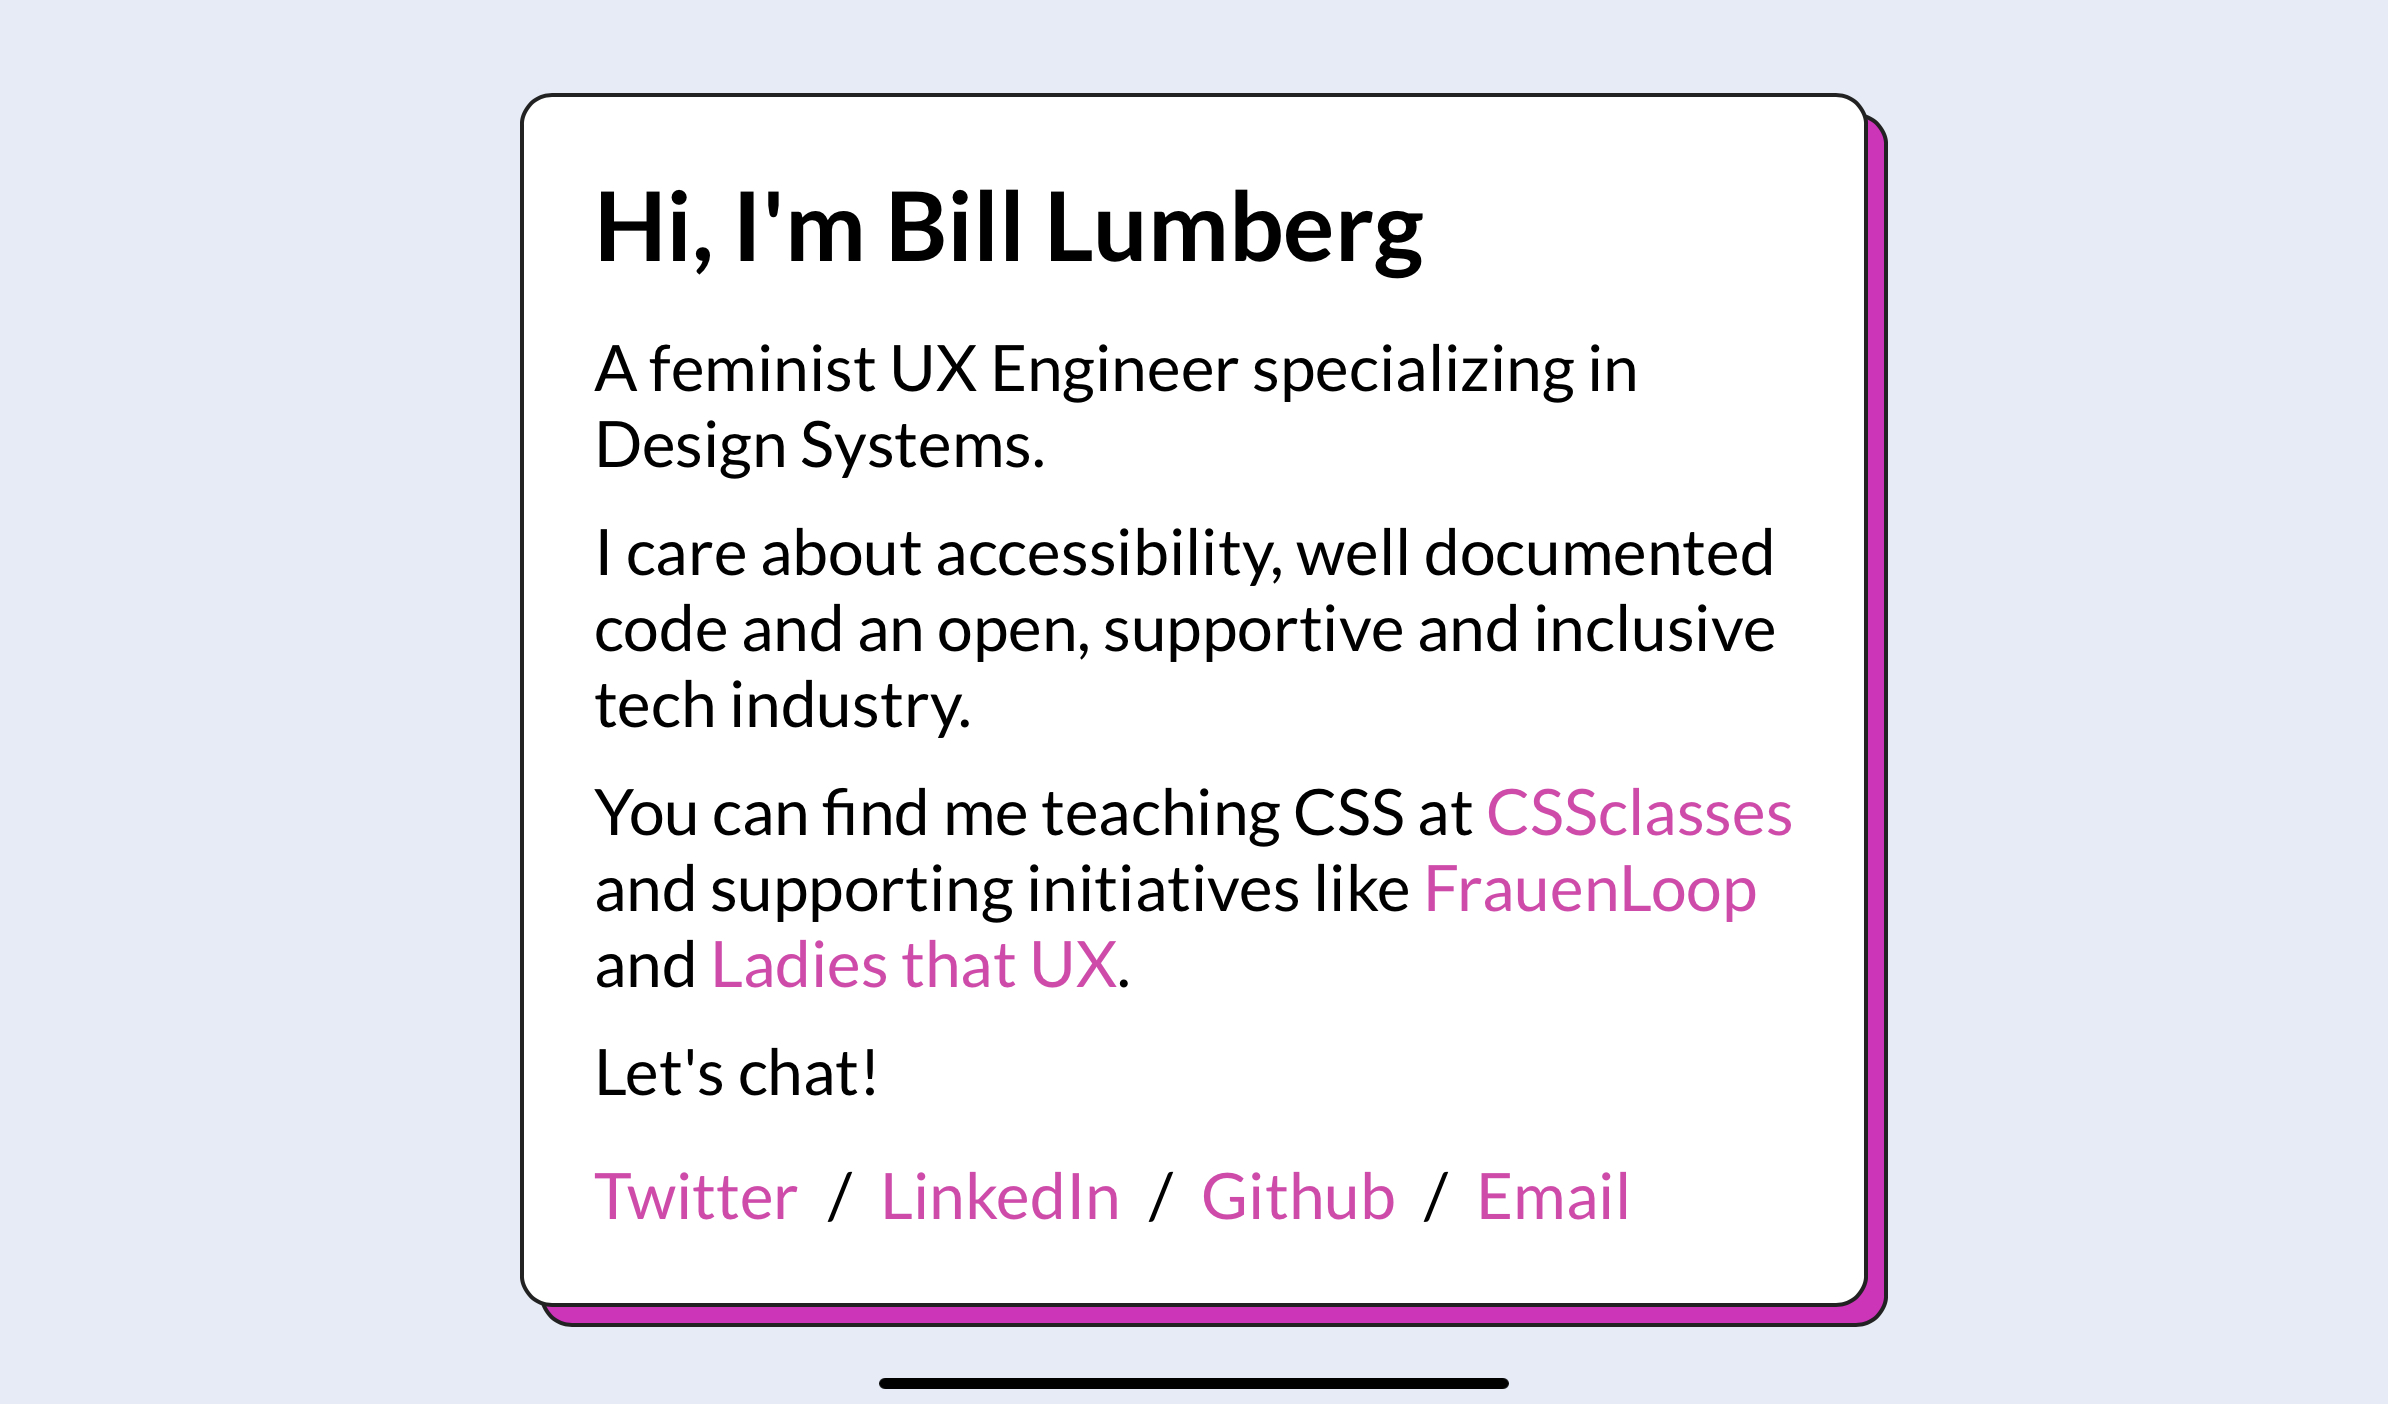 Hi, I'm Bill Lumberg
A feminist UX Engineer specializing in
Design Systems.
I care about accessibility, well documented
code and an open, supportive and inclusive
tech industry.
You can find me teaching CSS at CSSclasses
and supporting initiatives like FrauenLoop
and Ladies that UX.
Let's chat!
Twitter / LinkedIn / Github / Email